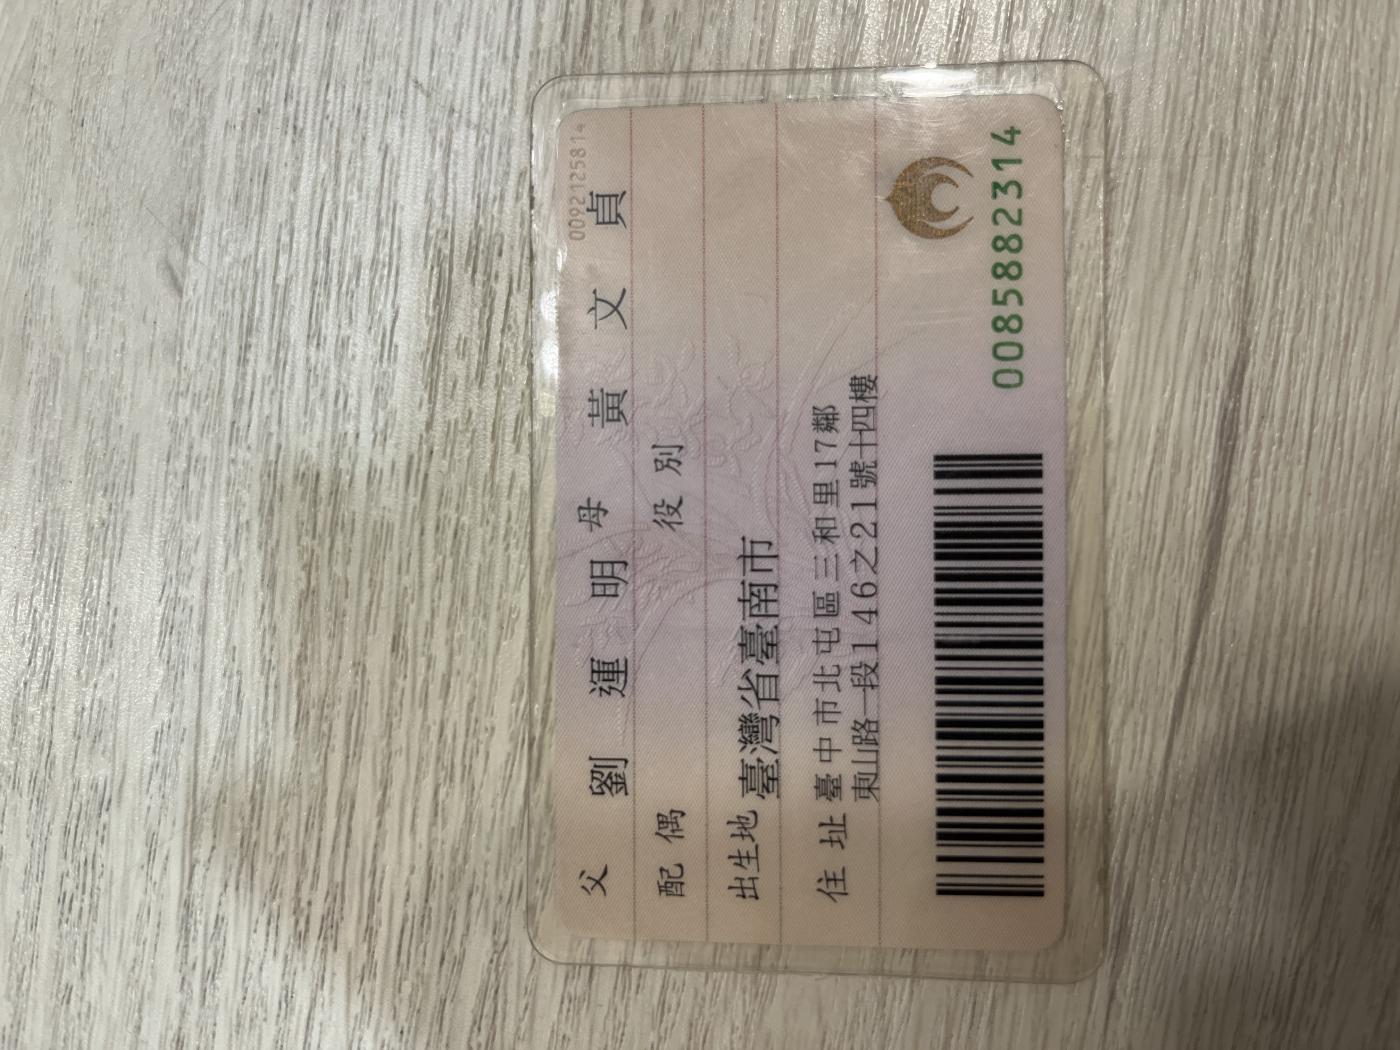 0092125814
父 劉運明 母 黃文貞
配偶 役別
出生地 臺灣省臺南市
住址 臺中市北屯區三和里17鄰
東山路一段146之21號十四樓
0085882314